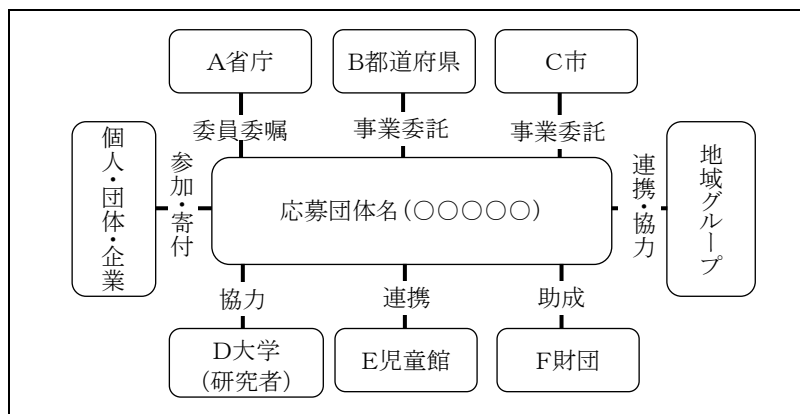 A省庁
B都道府県
C市
委員委嘱
事業委託
事業委託
個人・団体・企業
参加・寄付
応募団体名(○○○○○)
連携・協力
地域グループ
協力
連携
助成
D大学
(研究者)
E児童館
F財団